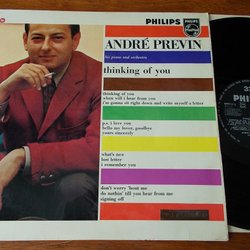 PHILIPS
PHILIPS
ANDRÉ PREVIN
his piano and orchestra
thinking of you
thinking of you
when will i hear from you
i'm gonna sit right down and write myself a letter
p.s. i love you
hello my lover, goodbye
yours sincerely
what's new
lost letter
i remember you
don't worry 'bout me
do nothin' till you hear from me
signing off
33